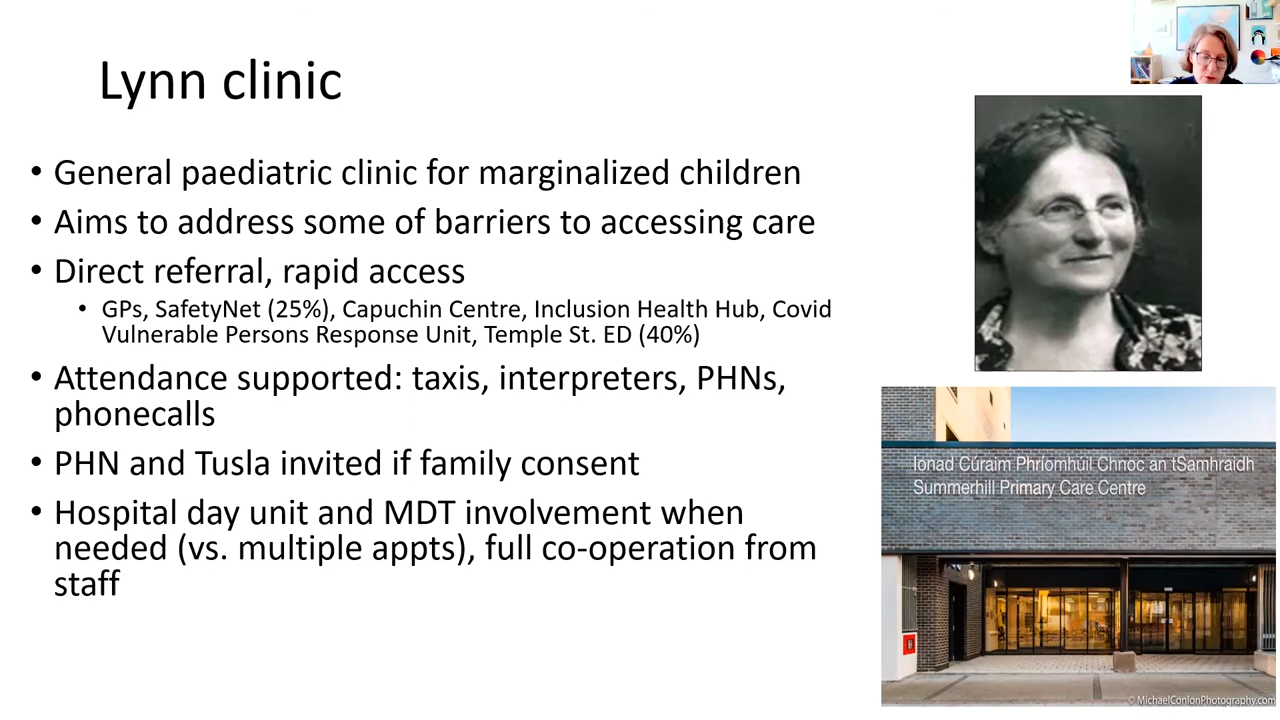 Lynn clinic
• General paediatric clinic for marginalized children
• Aims to address some of barriers to accessing care
• Direct referral, rapid access
• GPs, SafetyNet (25%), Capuchin Centre, Inclusion Health Hub, Covid
Vulnerable Persons Response Unit, Temple St. ED (40%)
• Attendance supported: taxis, interpreters, PHNs,
phonecalls
• PHN and Tusla invited if family consent
• Hospital day unit and MDT involvement when
needed (vs. multiple appts), full co-operation from
staff
Ionad Cúraim Phríomhúil Chnoc an tSamhraidh
Summerhill Primary Care Centre
© MichaelConlonPhotography.com